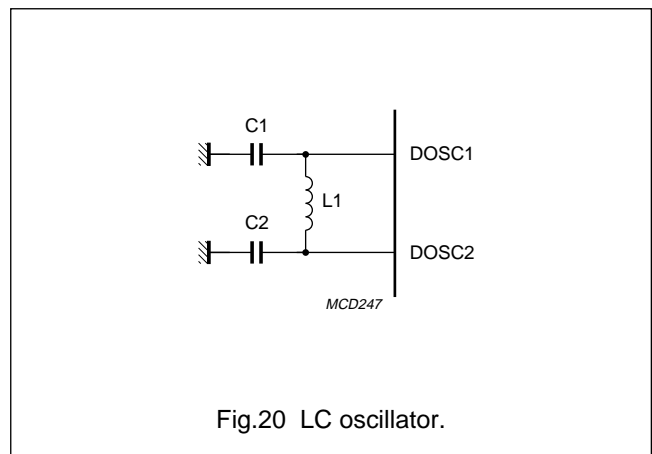 C1
DOSC1
L1
C2
DOSC2
MCD247
Fig.20 LC oscillator.